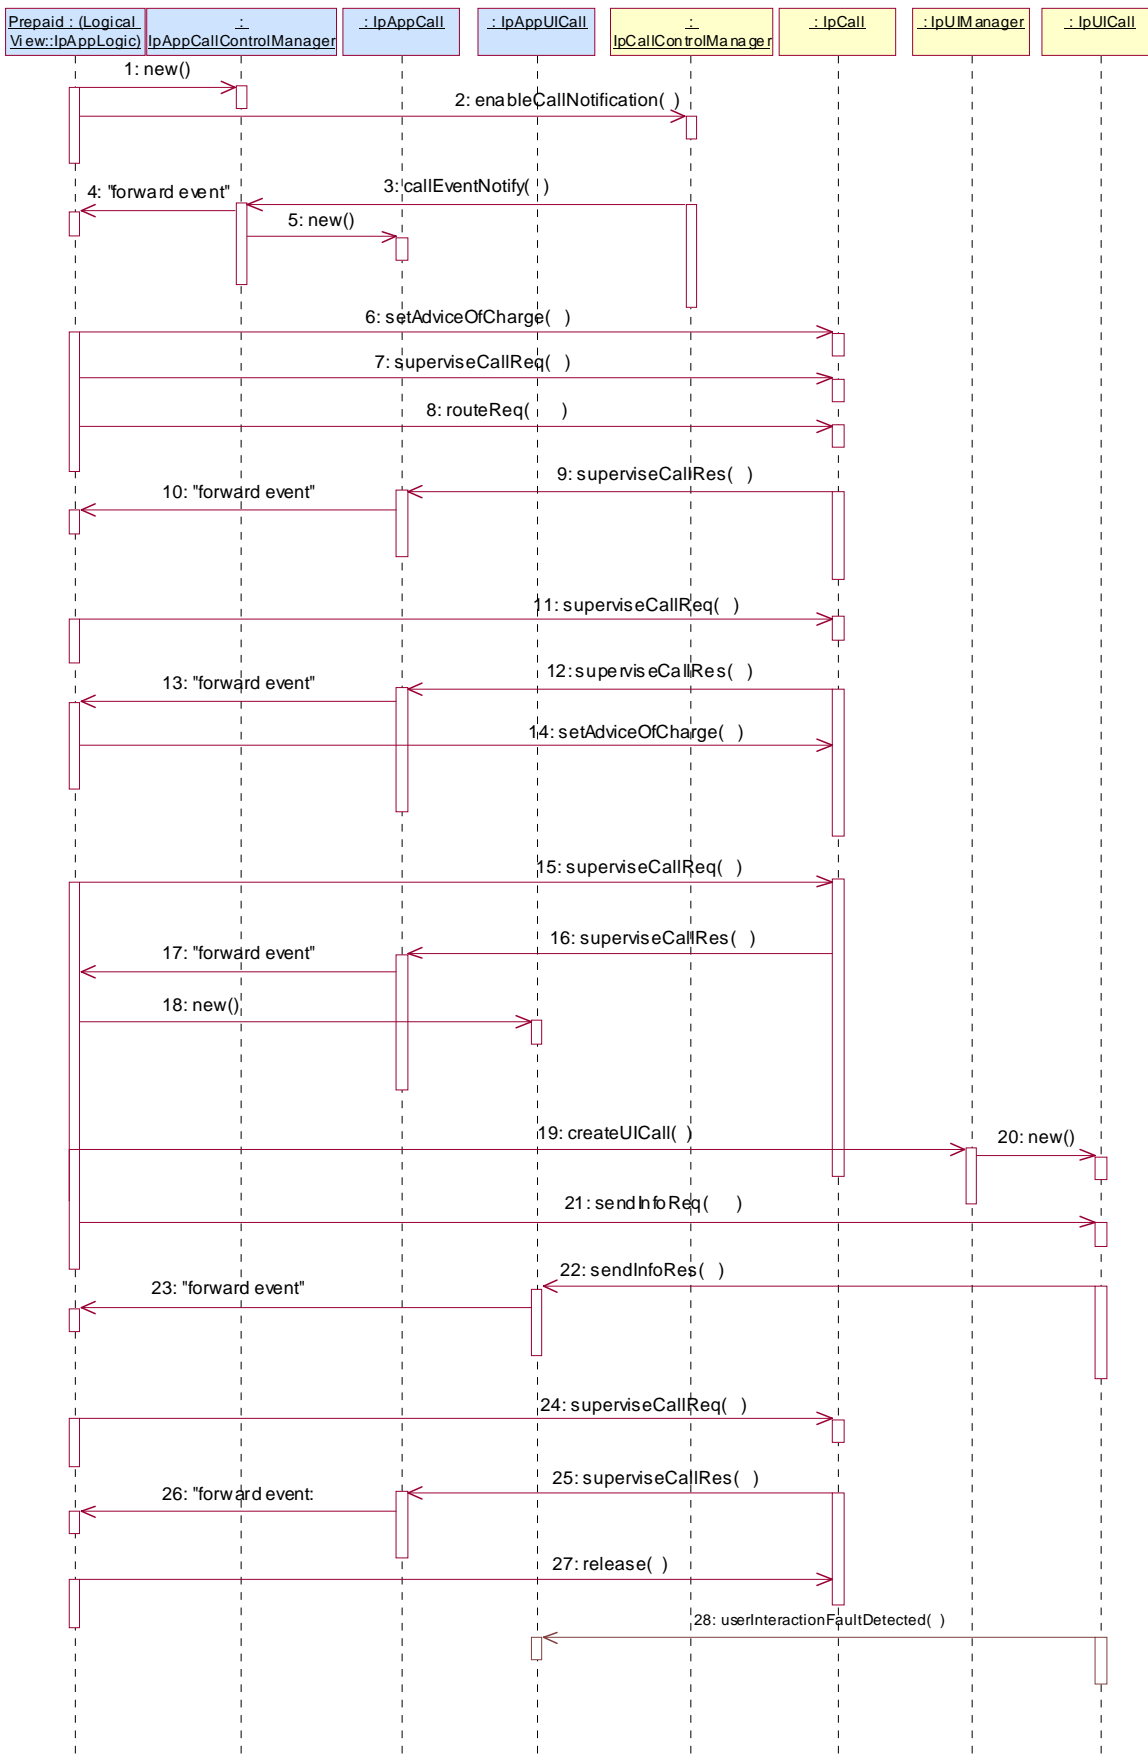 Prepaid : (Logical
View::IpAppLogic)
:
IpAppCallControlManager
: IpAppCall
: IpAppUICall
:
IpCallControlManager
: IpCall
: IpUIManager
: IpUICall
1: new()
2: enableCallNotification( )
3: callEventNotify( )
4: "forward event"
5: new()
6: setAdviceOfCharge( )
7: superviseCallReq( )
8: routeReq( )
9: superviseCallRes( )
10: "forward event"
11: superviseCallReq( )
12: superviseCallRes( )
13: "forward event"
14: setAdviceOfCharge( )
15: superviseCallReq( )
16: superviseCallRes( )
17: "forward event"
18: new()
19: createUICall( )
20: new()
21: sendInfoReq( )
22: sendInfoRes( )
23: "forward event"
24: superviseCallReq( )
25: superviseCallRes( )
26: "forward event:
27: release( )
28: userInteractionFaultDetected( )